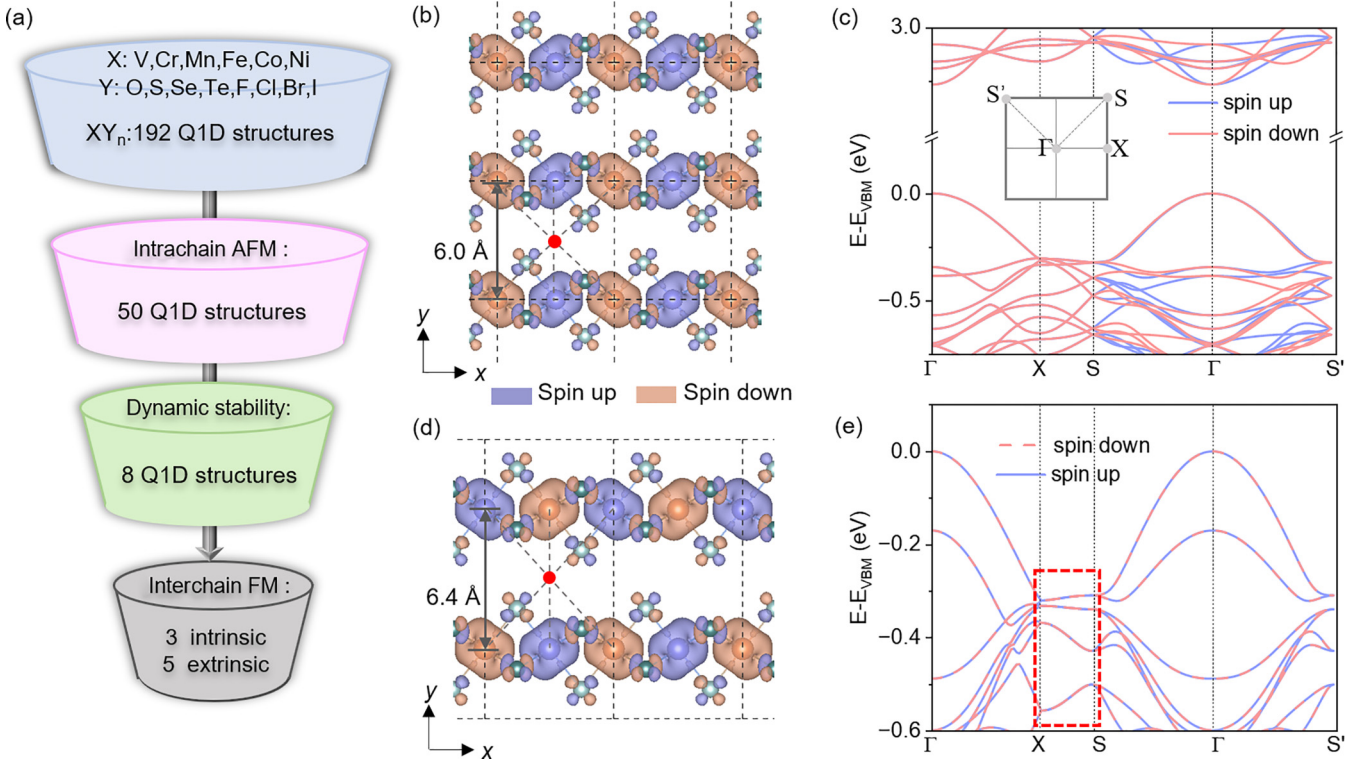 (a)
X: V,Cr,Mn,Fe,Co,Ni
Y: O,S,Se,Te,F,Cl,Br,I
XYn:192 Q1D structures
Intrachain AFM :
50 Q1D structures
Dynamic stability:
8 Q1D structures
Interchain FM :
3 intrinsic
5 extrinsic
(b)
6.0 Å
y
x
Spin up
Spin down
(c)
3.0
0.0
−0.5
E-EVBM (eV)
S'
S
Γ
X
spin up
spin down
Γ
X
S
Γ
S'
(d)
6.4 Å
y
x
(e)
0.0
−0.2
−0.4
−0.6
E-EVBM (eV)
spin down
spin up
Γ
X
S
Γ
S'